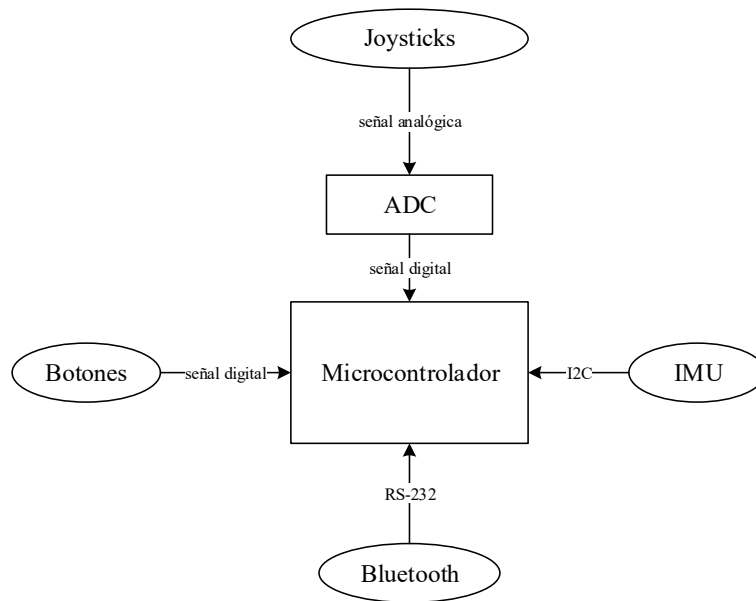 Joysticks
señal analógica
ADC
señal digital
Botones
señal digital
Microcontrolador
I2C
IMU
RS-232
Bluetooth